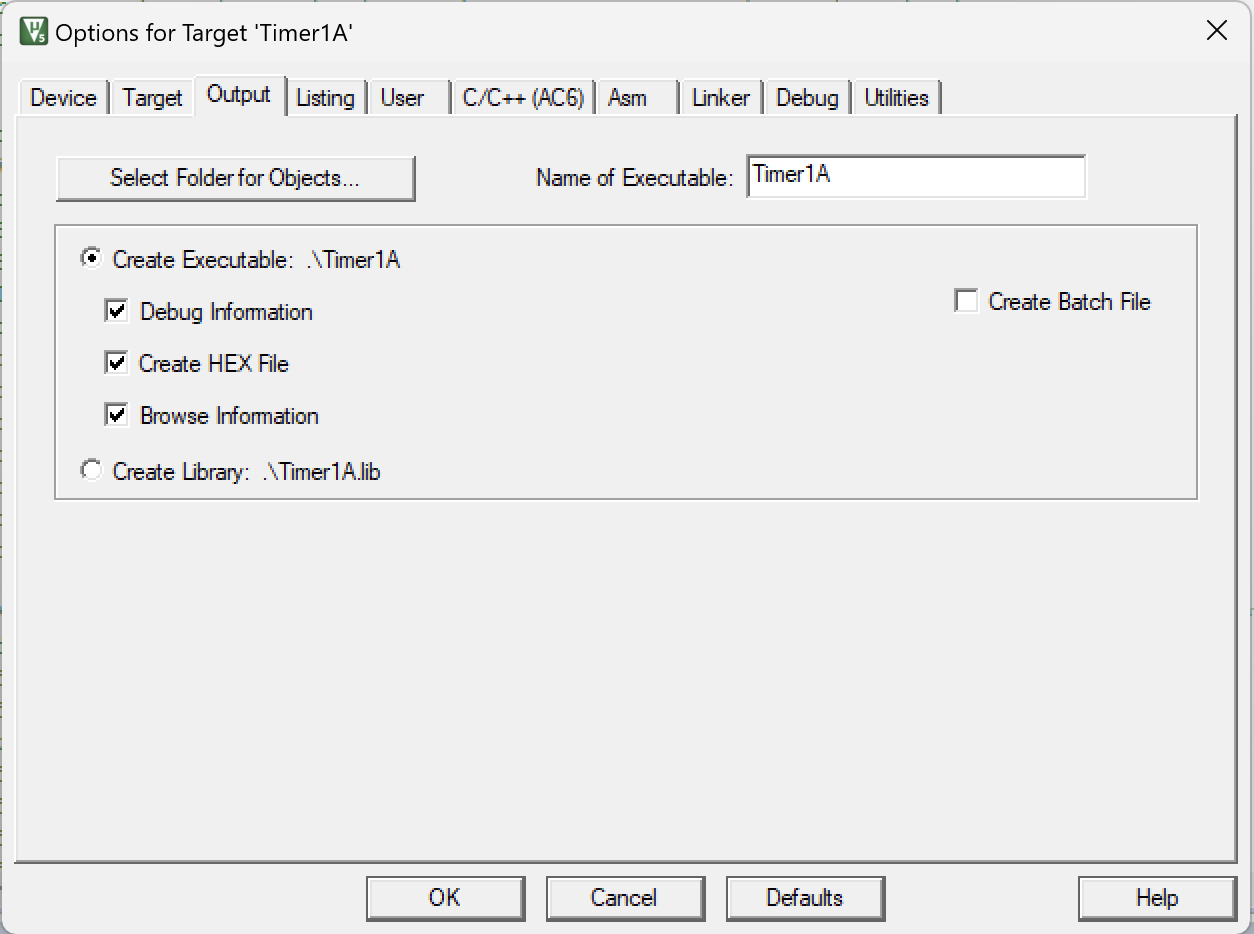 Options for Target 'Timer1A'
Device Target Output Listing User C/C++ (AC6) Asm Linker Debug Utilities
Select Folder for Objects... Name of Executable: Timer1A
Create Executable: .\Timer1A
Debug Information Create Batch File
Create HEX File
Browse Information
Create Library: .\Timer1A.lib
OK Cancel Defaults Help